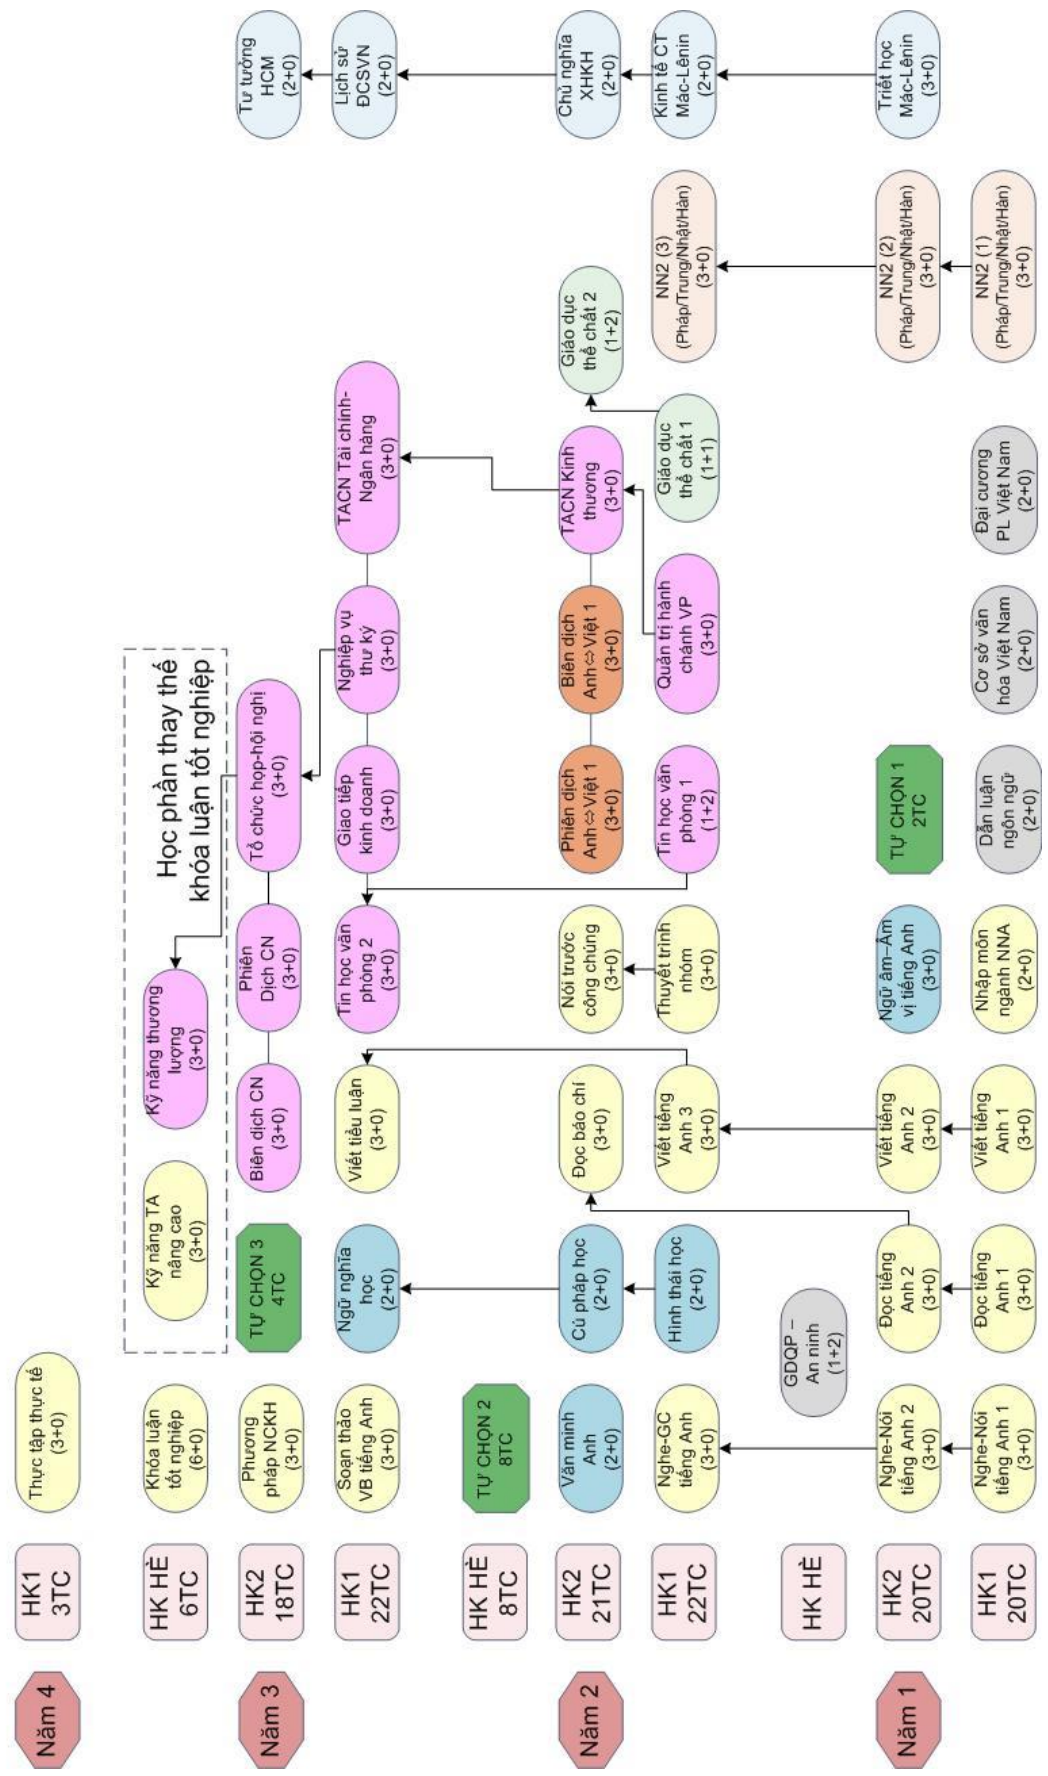 Năm 4
HK1
3TC
Thực tập thực tế
(3+0)
HK HÈ
6TC
Khóa luận
tốt nghiệp
(6+0)
Kỹ năng TA
nâng cao
(3+0)
Kỹ năng thương
lượng
(3+0)
Học phần thay thế
khóa luận tốt nghiệp
Năm 3
HK2
18TC
Phương
pháp NCKH
(3+0)
TỰ CHỌN 3
4TC
Biên dịch CN
(3+0)
Phiên
Dịch CN
(3+0)
Tổ chức họp-hội nghị
(3+0)
Tư tưởng
HCM
(2+0)
HK1
22TC
Soạn thảo
VB tiếng Anh
(3+0)
Ngữ nghĩa
học
(2+0)
Viết tiểu luận
(3+0)
Tin học văn
phòng 2
(3+0)
Giao tiếp
kinh doanh
(3+0)
Nghiệp vụ
thư ký
(3+0)
TACN Tài chính-
Ngân hàng
(3+0)
Lịch sử
ĐCSVN
(2+0)
HK HÈ
8TC
TỰ CHỌN 2
8TC
Năm 2
HK2
21TC
Văn minh
Anh
(2+0)
Cú pháp học
(2+0)
Đọc báo chí
(3+0)
Nói trước
công chúng
(3+0)
Phiên dịch
Anh⇔Việt 1
(3+0)
Biên dịch
Anh⇔Việt 1
(3+0)
TACN Kinh
thương
(3+0)
Giáo dục
thể chất 2
(1+2)
Chủ nghĩa
XHKH
(2+0)
HK1
22TC
Nghe-GC
tiếng Anh
(3+0)
Hình thái học
(2+0)
Viết tiếng
Anh 3
(3+0)
Thuyết trình
nhóm
(3+0)
Tin học văn
phòng 1
(1+2)
Quản trị hành
chánh VP
(3+0)
Giáo dục
thể chất 1
(1+1)
NN2 (3)
(Pháp/Trung/Nhật/Hàn)
(3+0)
Kinh tế CT
Mác-Lênin
(2+0)
HK HÈ
GDQP –
An ninh
(1+2)
Năm 1
HK2
20TC
Nghe-Nói
tiếng Anh 2
(3+0)
Đọc tiếng
Anh 2
(3+0)
Viết tiếng
Anh 2
(3+0)
Ngữ âm–Âm
vị tiếng Anh
(3+0)
TỰ CHỌN 1
2TC
NN2 (2)
(Pháp/Trung/Nhật/Hàn)
(3+0)
Triết học
Mác-Lênin
(3+0)
HK1
20TC
Nghe-Nói
tiếng Anh 1
(3+0)
Đọc tiếng
Anh 1
(3+0)
Viết tiếng
Anh 1
(3+0)
Nhập môn
ngành NNA
(2+0)
Dẫn luận
ngôn ngữ
(2+0)
Cơ sở văn
hóa Việt Nam
(2+0)
Đại cương
PL Việt Nam
(2+0)
NN2 (1)
(Pháp/Trung/Nhật/Hàn)
(3+0)